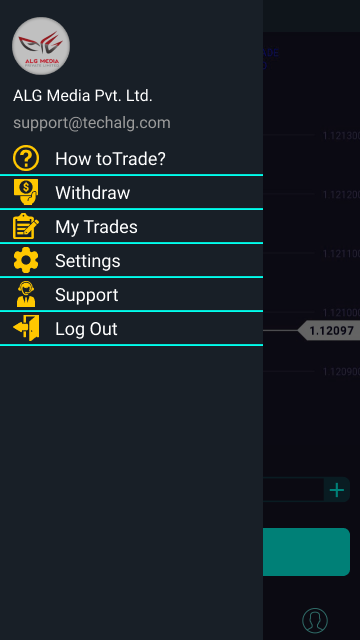 ALG MEDIA
ALG Media Pvt. Ltd.
support@techalg.com
How toTrade?
Withdraw
My Trades
Settings
Support
Log Out
1.12130
1.12120
1.12110
1.12100
1.12097
1.12090